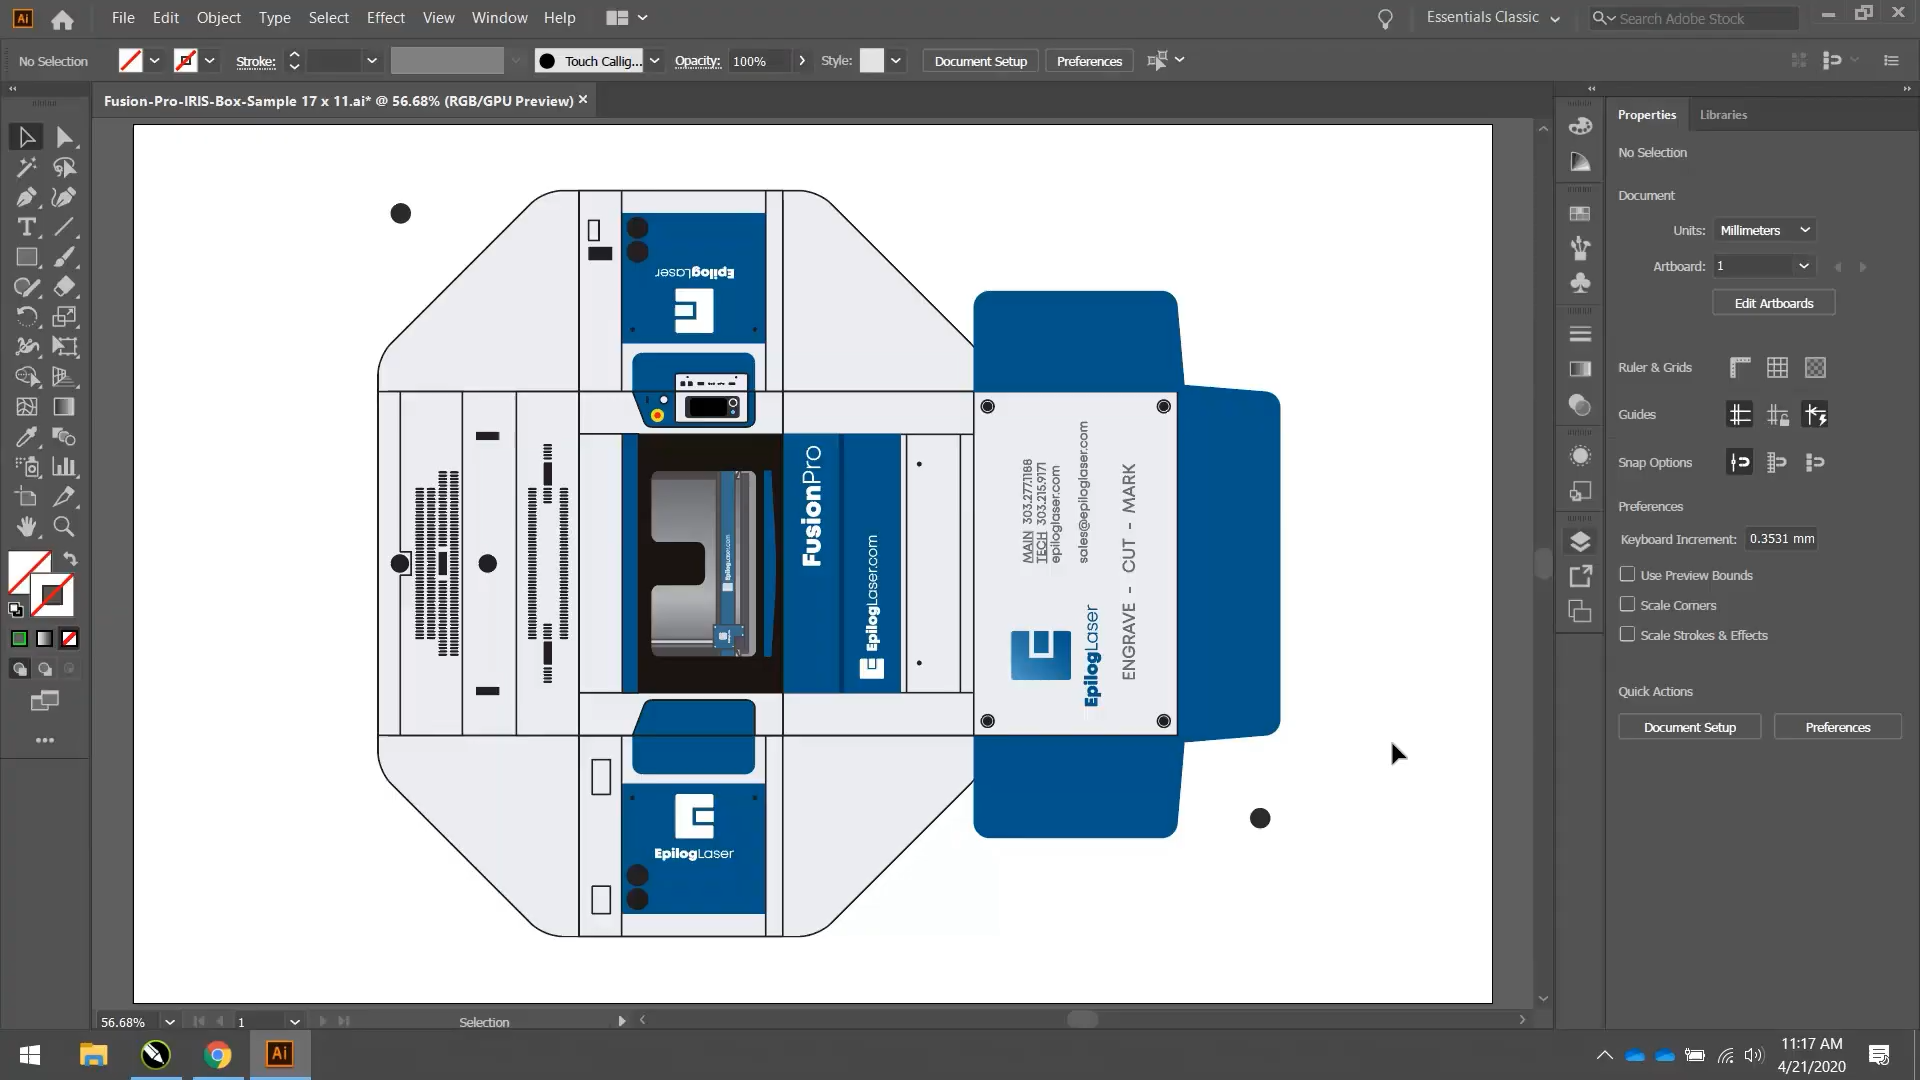 Ai File Edit Object Type Select Effect View Window Help Essentials Classic Search Adobe Stock
No Selection Stroke: Touch Callig... Opacity: 100% Style: Document Setup Preferences
Fusion-Pro-IRIS-Box-Sample 17 x 11.ai* @ 56.68% (RGB/GPU Preview)
Properties Libraries
No Selection
Document
Units: Millimeters
Artboard: 1
Edit Artboards
Ruler & Grids
Guides
Snap Options
Preferences
Keyboard Increment: 0.3531 mm
Use Preview Bounds
Scale Corners
Scale Strokes & Effects
Quick Actions
Document Setup Preferences
EpilogLaser
FusionPro
EpilogLaser.com
EpilogLaser.com
MAIN 303.277.1188
TECH 303.215.9171
epiloglaser.com
sales@epiloglaser.com
EpilogLaser
ENGRAVE - CUT - MARK
EpilogLaser
56.68% 1 Selection
Ai
11:17 AM
4/21/2020